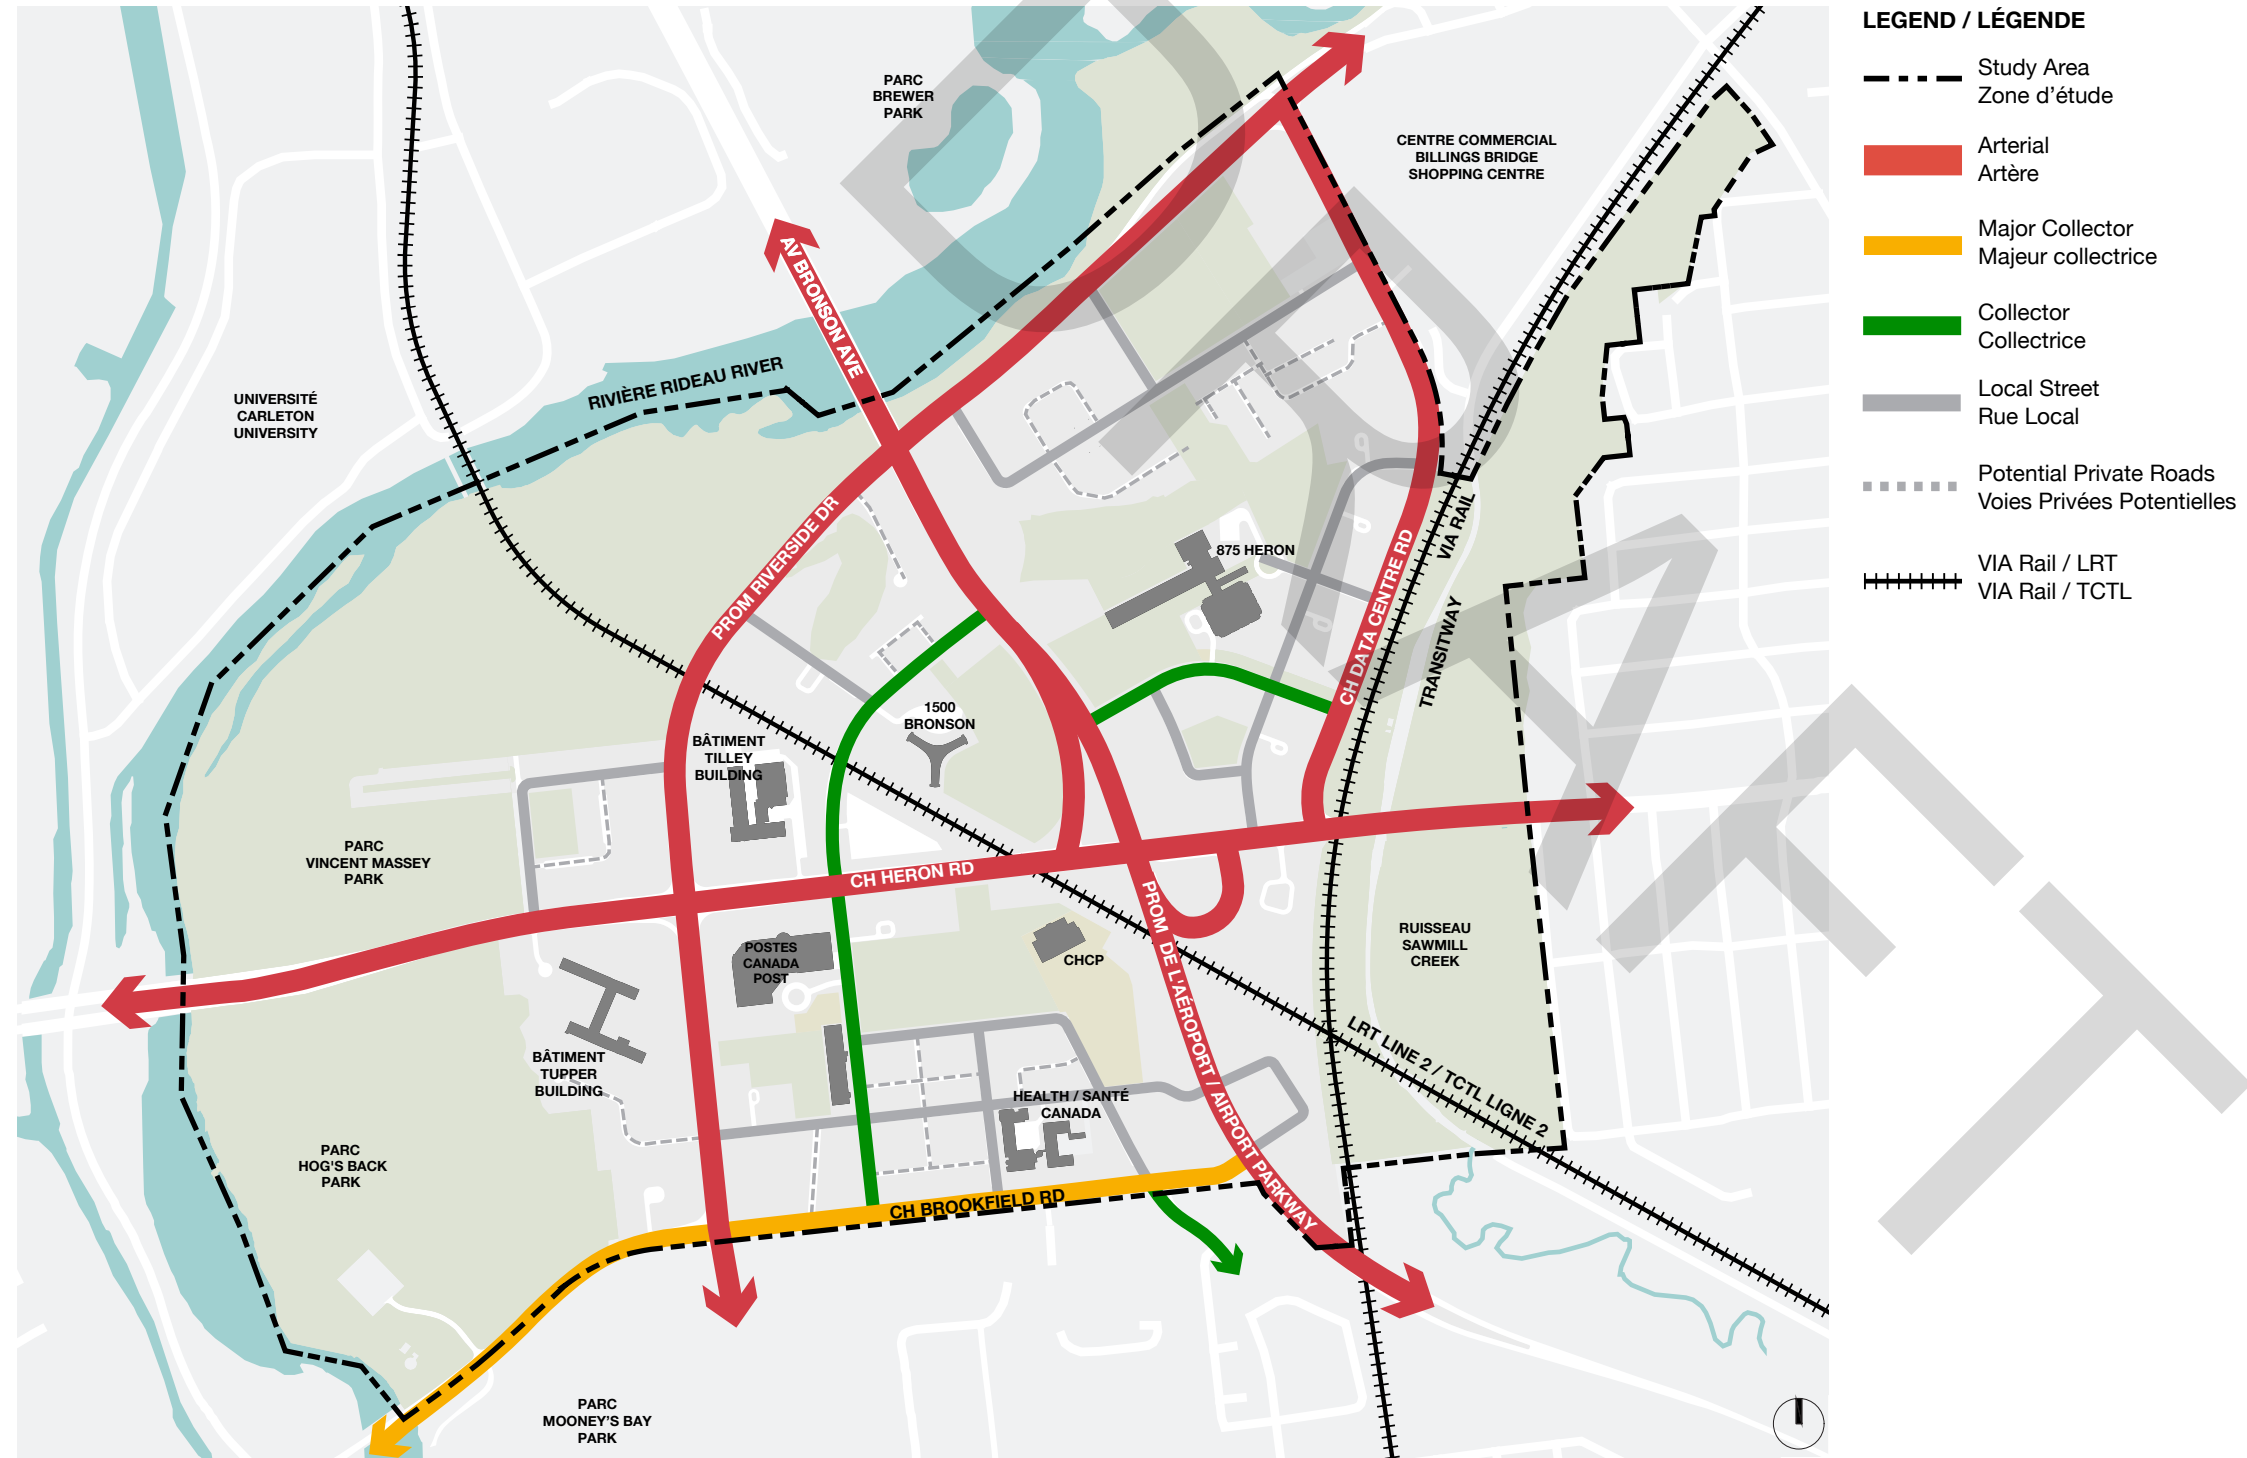 LEGEND / LÉGENDE
Study Area
Zone d'étude
Arterial
Artère
Major Collector
Majeur collectrice
Collector
Collectrice
Local Street
Rue Local
Potential Private Roads
Voies Privées Potentielles
VIA Rail / LRT
VIA Rail / TCTL
PARC
BREWER
PARK
CENTRE COMMERCIAL
BILLINGS BRIDGE
SHOPPING CENTRE
AV BRONSON AVE
RIVIÈRE RIDEAU RIVER
UNIVERSITÉ
CARLETON
UNIVERSITY
PROM RIVERSIDE DR
875 HERON
CH DATA CENTRE RD
VIA RAIL
TRANSITWAY
1500
BRONSON
BÂTIMENT
TILLEY
BUILDING
PARC
VINCENT MASSEY
PARK
CH HERON RD
PROM DE L'AÉROPORT / AIRPORT PARKWAY
RUISSEAU
SAWMILL
CREEK
POSTES
CANADA
POST
CHCP
LRT LINE 2 / TCTL LIGNE 2
BÂTIMENT
TUPPER
BUILDING
HEALTH / SANTÉ
CANADA
PARC
HOG'S BACK
PARK
CH BROOKFIELD RD
PARC
MOONEY'S BAY
PARK
DRAFT